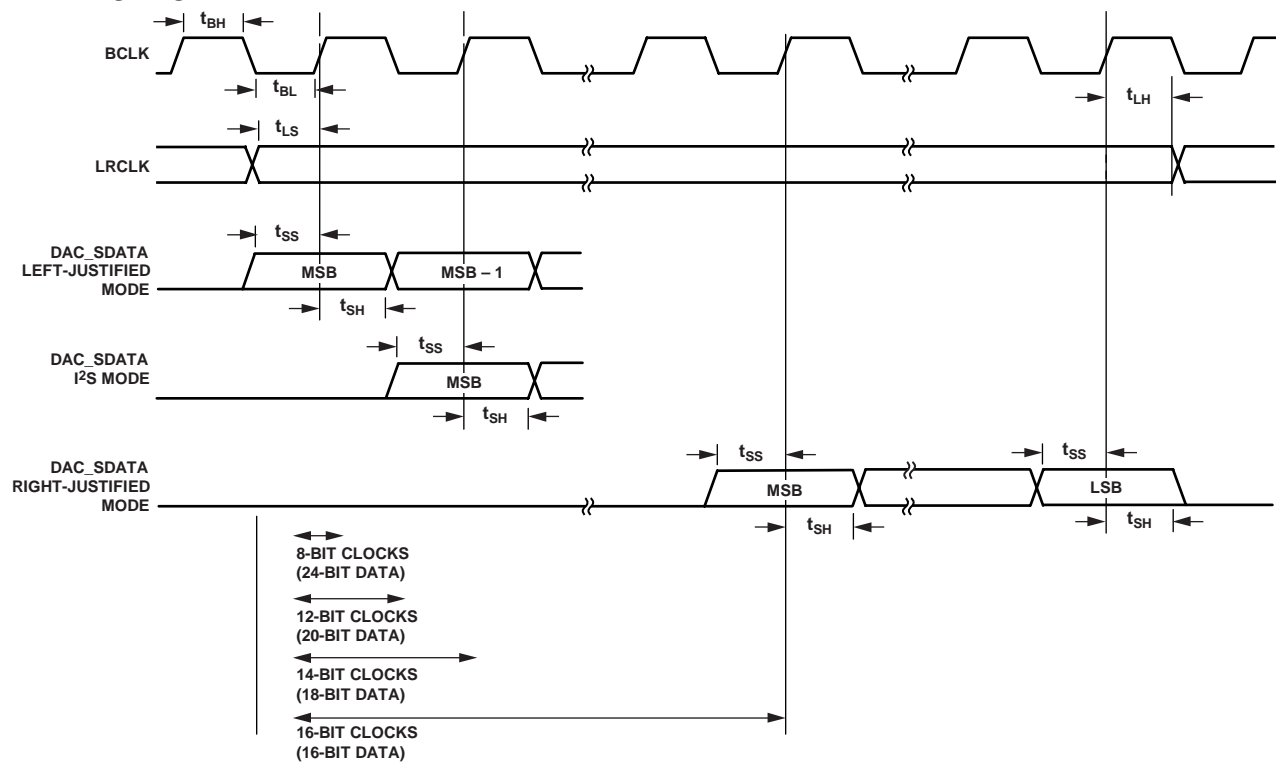 tBH
BCLK
tBL
tLH
tLS
LRCLK
tSS
DAC_SDATA
LEFT-JUSTIFIED
MODE
MSB
MSB – 1
tSH
DAC_SDATA
I2S MODE
tSS
MSB
tSH
DAC_SDATA
RIGHT-JUSTIFIED
MODE
tSS
tSS
MSB
LSB
tSH
tSH
8-BIT CLOCKS
(24-BIT DATA)
12-BIT CLOCKS
(20-BIT DATA)
14-BIT CLOCKS
(18-BIT DATA)
16-BIT CLOCKS
(16-BIT DATA)